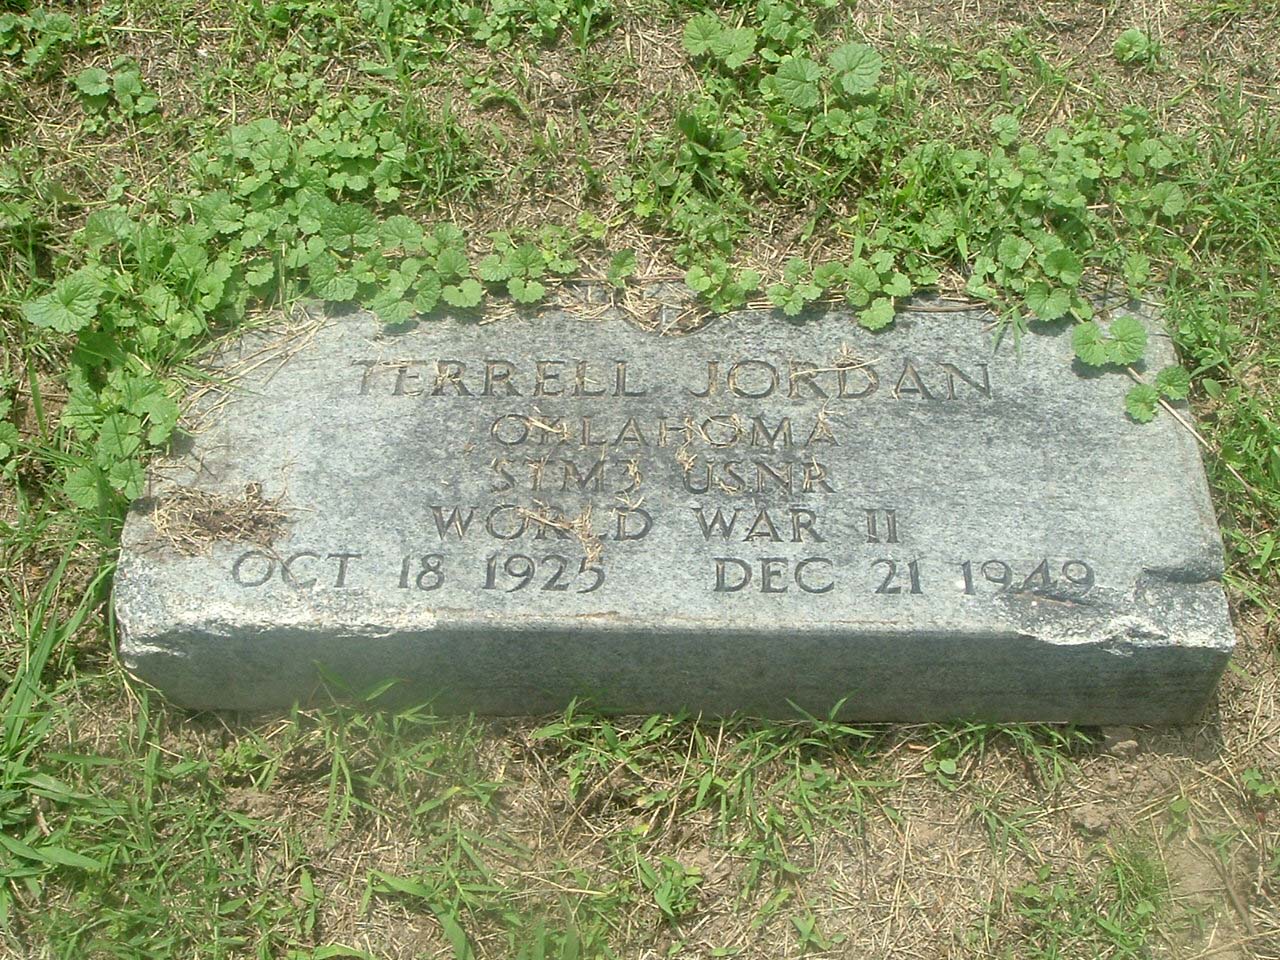 TERRELL JORDAN
OKLAHOMA
STM3 USNR
WORLD WAR II
OCT 18 1925 DEC 21 1949